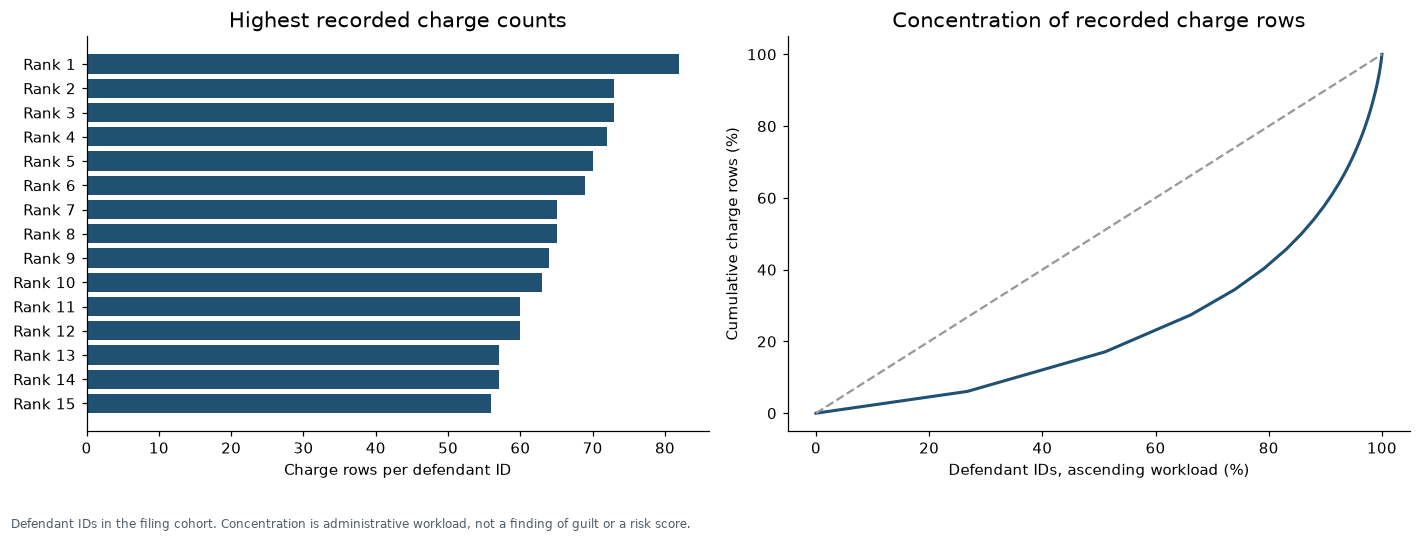 Highest recorded charge counts
Rank 1
Rank 2
Rank 3
Rank 4
Rank 5
Rank 6
Rank 7
Rank 8
Rank 9
Rank 10
Rank 11
Rank 12
Rank 13
Rank 14
Rank 15
0 10 20 30 40 50 60 70 80
Charge rows per defendant ID
Concentration of recorded charge rows
Cumulative charge rows (%)
100
80
60
40
20
0
0 20 40 60 80 100
Defendant IDs, ascending workload (%)
Defendant IDs in the filing cohort. Concentration is administrative workload, not a finding of guilt or a risk score.